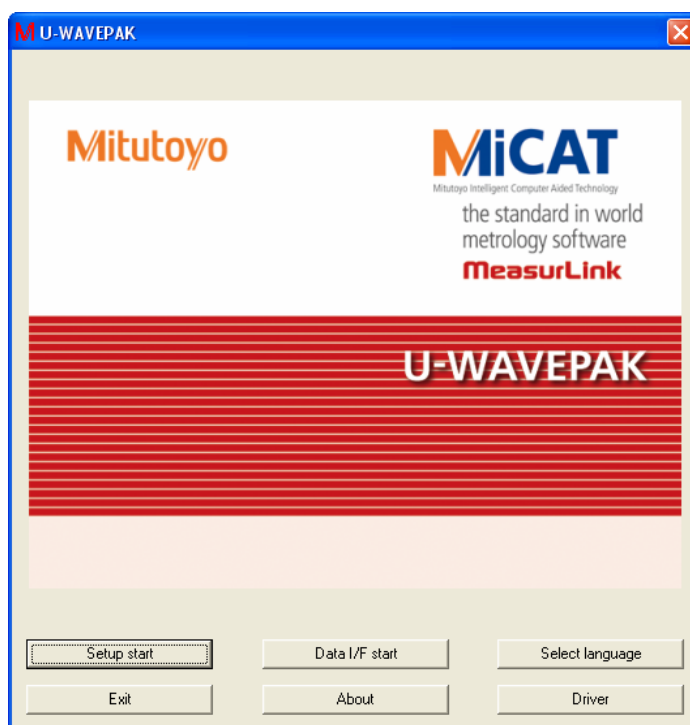 M U-WAVEPAK
Mitutoyo
MiCAT
Mitutoyo Intelligent Computer Aided Technology
the standard in world
metrology software
MeasurLink
U-WAVEPAK
Setup start
Data I/F start
Select language
Exit
About
Driver